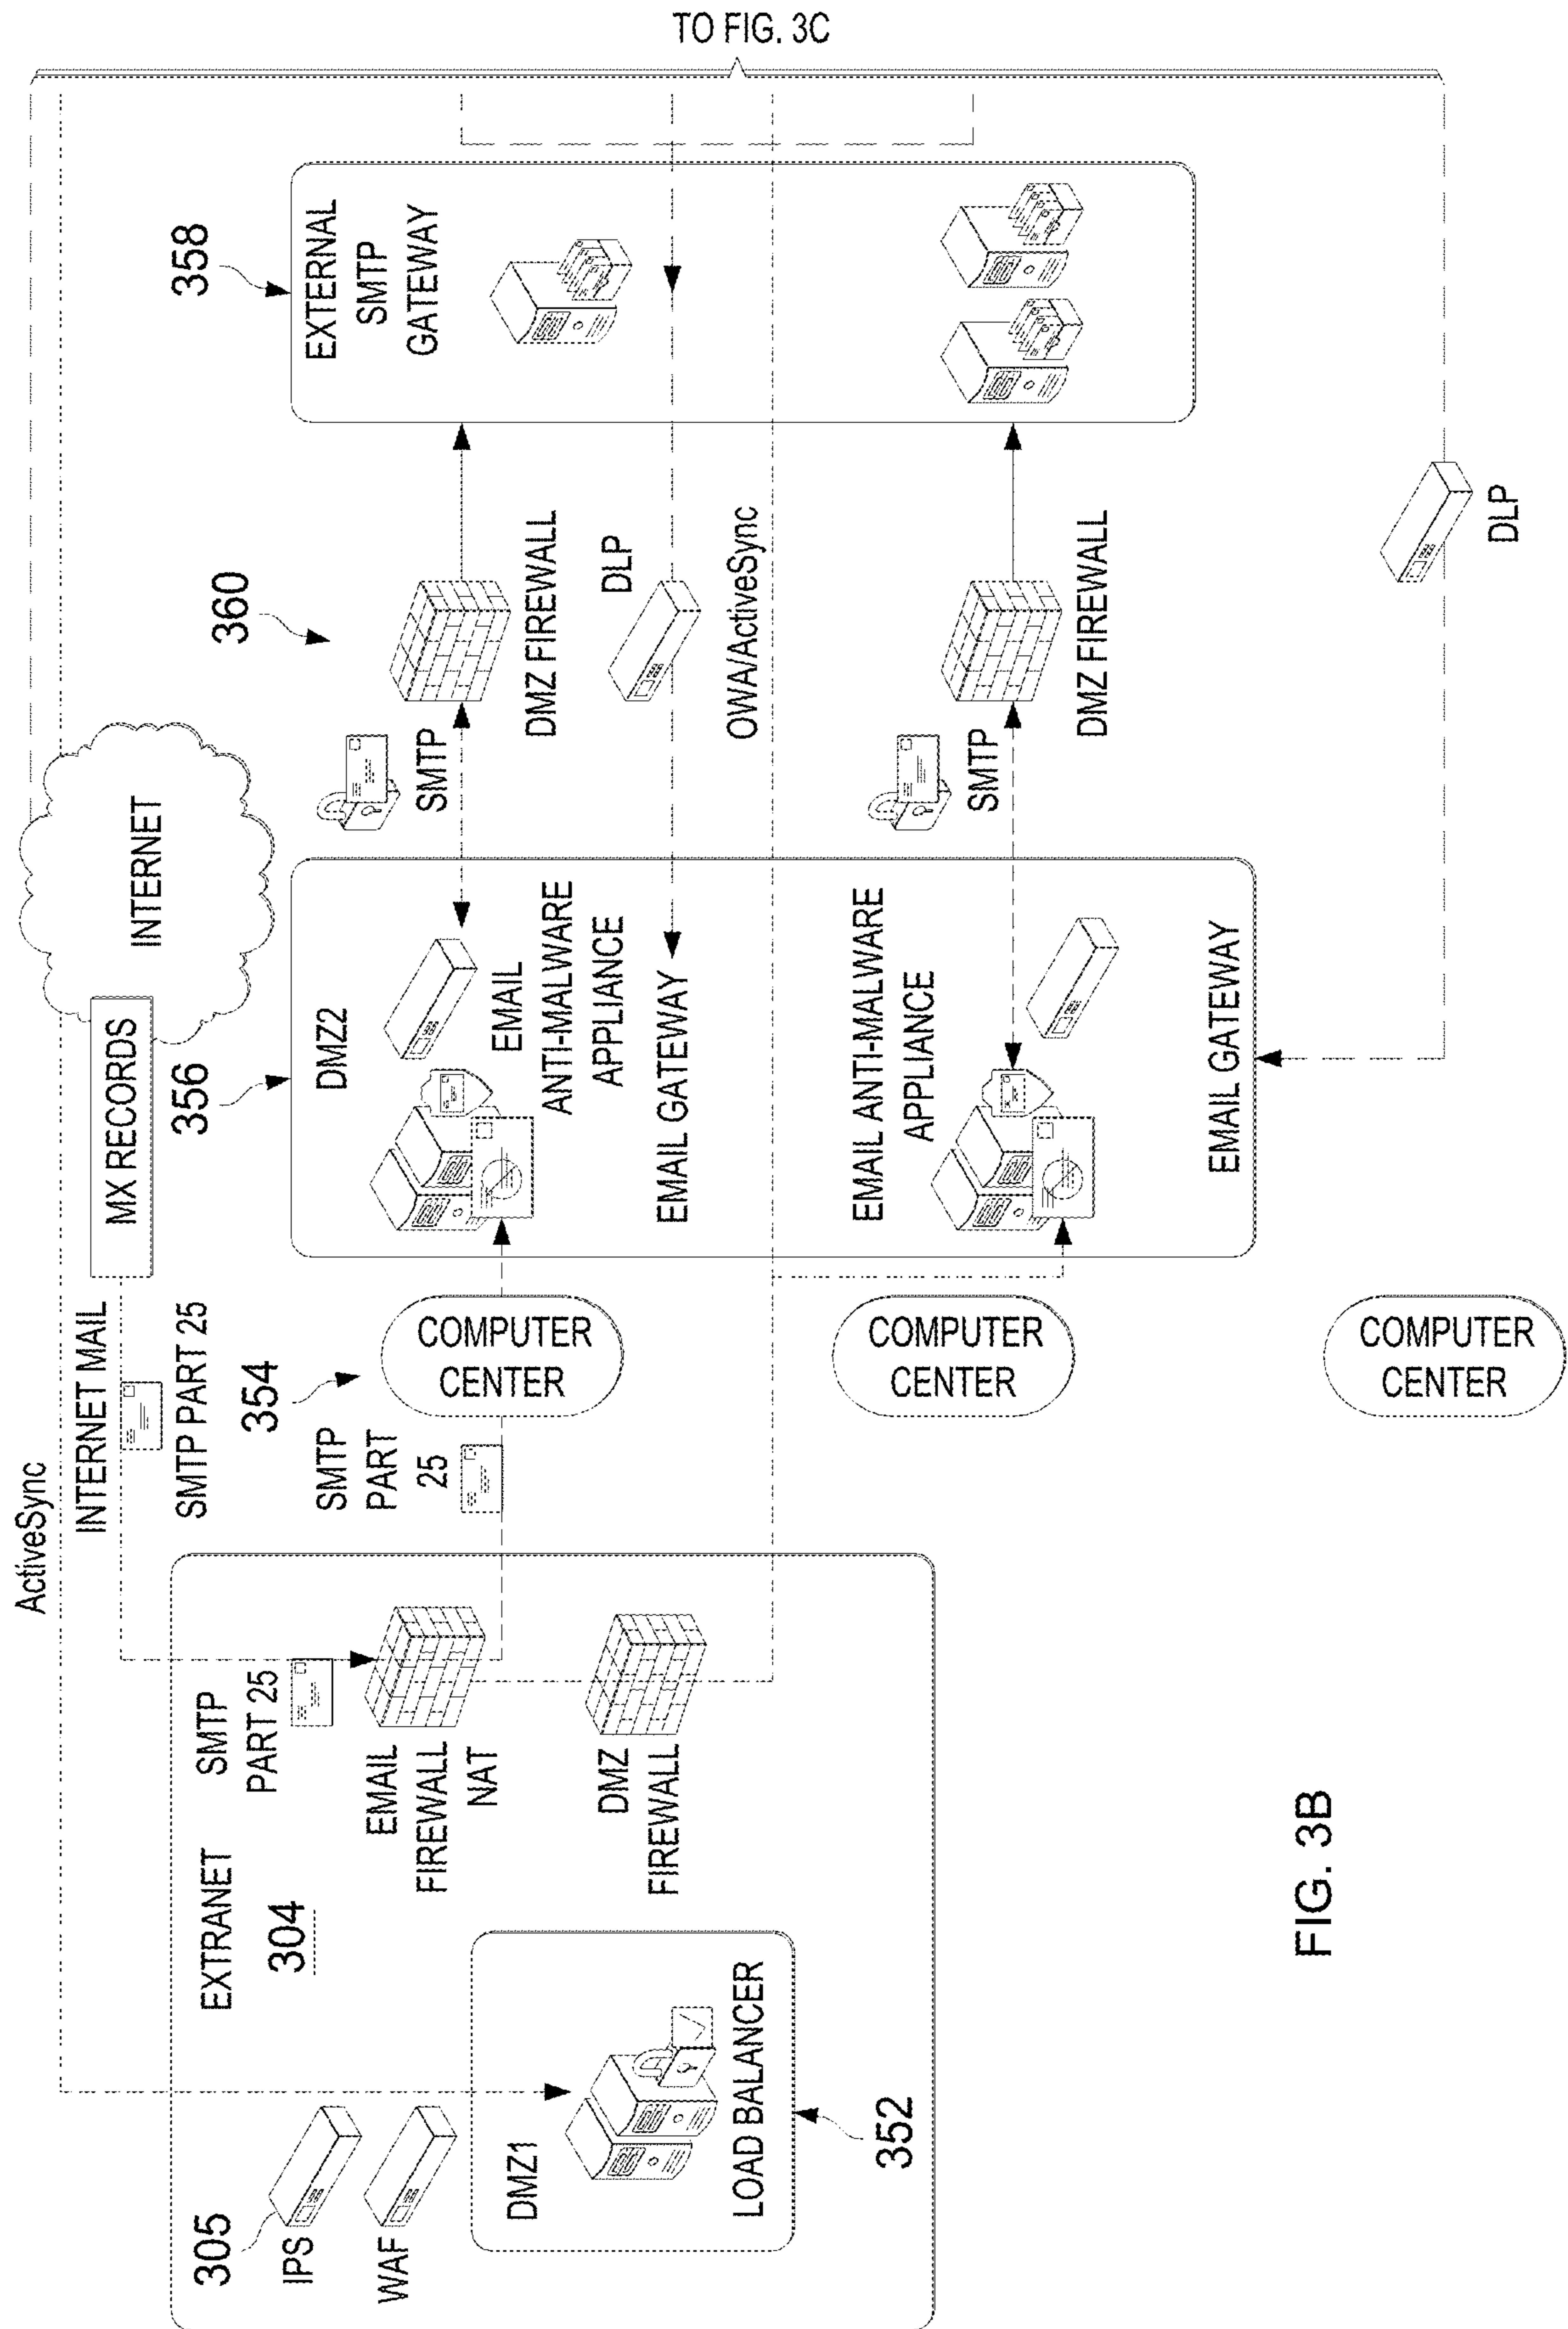 TO FIG. 3C
ActiveSync
INTERNET MAIL
SMTP PART 25
MX RECORDS
INTERNET
EXTRANET
304
SMTP
PART 25
305
IPS
WAF
EMAIL
FIREWALL
NAT
DMZ
FIREWALL
DMZ1
LOAD BALANCER
352
354
SMTP
PART
25
COMPUTER
CENTER
COMPUTER
CENTER
COMPUTER
CENTER
356
DMZ2
EMAIL
ANTI-MALWARE
APPLIANCE
EMAIL GATEWAY
EMAIL ANTI-MALWARE
APPLIANCE
EMAIL GATEWAY
360
SMTP
DMZ FIREWALL
DLP
OWA/ActiveSync
SMTP
DMZ FIREWALL
DLP
358
EXTERNAL
SMTP
GATEWAY
FIG. 3B